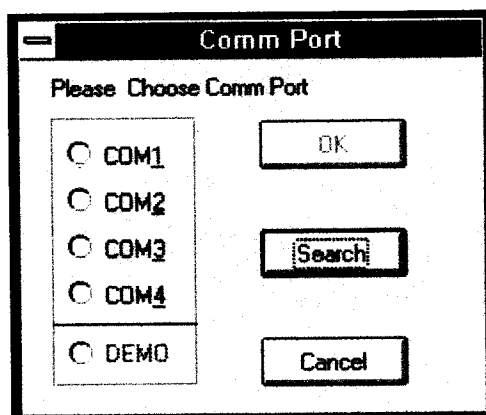 Comm Port
Please Choose Comm Port
COM1
COM2
COM3
COM4
DEMO
OK
Search
Cancel